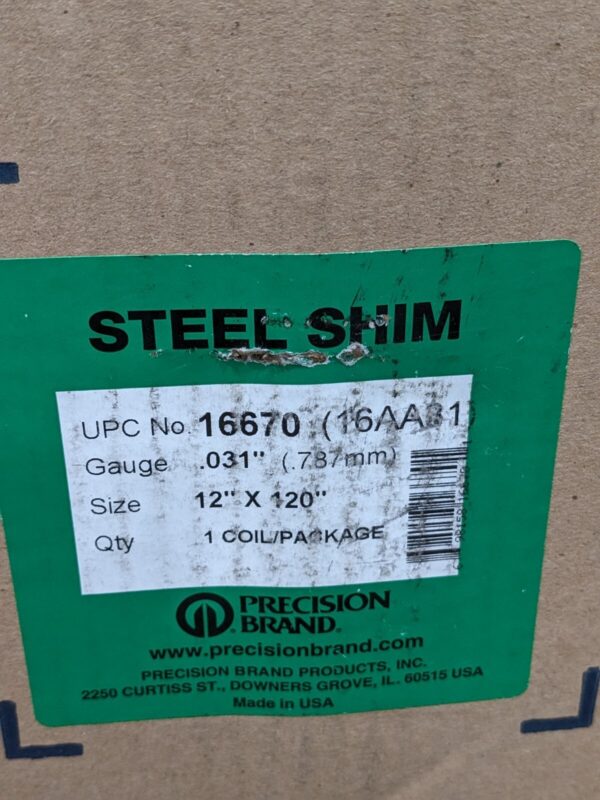 STEEL SHIM
UPC No. 16670 (16AA31)
Gauge .031" (.787mm)
Size 12" X 120"
Qty 1 COIL/PACKAGE
PRECISION
BRAND®
www.precisionbrand.com
PRECISION BRAND PRODUCTS, INC.
2250 CURTISS ST., DOWNERS GROVE, IL. 60515 USA
Made in USA